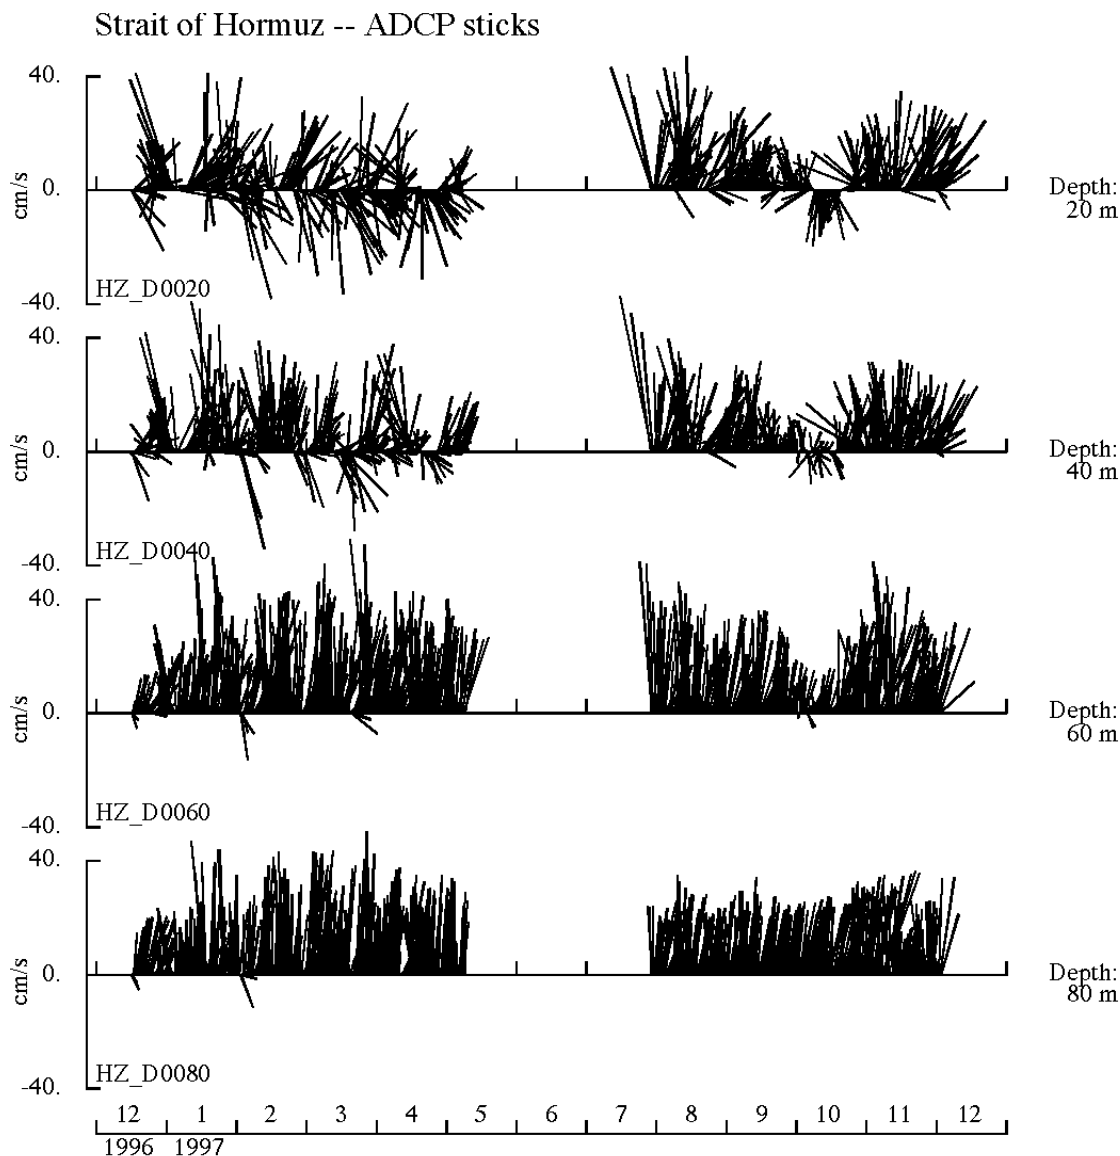 Strait of Hormuz -- ADCP sticks
40.
0.
-40.
cm/s
HZ_D0020
Depth:
20 m
40.
0.
-40.
cm/s
HZ_D0040
Depth:
40 m
40.
0.
-40.
cm/s
HZ_D0060
Depth:
60 m
40.
0.
-40.
cm/s
HZ_D0080
Depth:
80 m
12 1 2 3 4 5 6 7 8 9 10 11 12
1996 1997